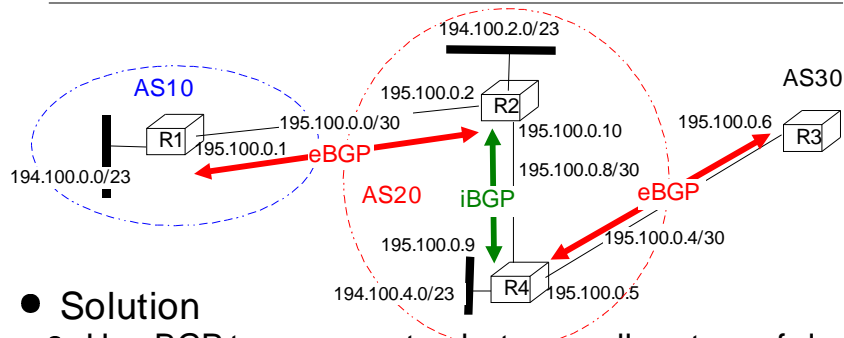 194.100.2.0/23
AS10
AS30
195.100.0.2
R2
195.100.0.6
R1
195.100.0.0/30
195.100.0.10
R3
195.100.0.1
eBGP
194.100.0.0/23
195.100.0.8/30
AS20
iBGP
eBGP
195.100.0.9
195.100.0.4/30
194.100.4.0/23
R4
195.100.0.5
● Solution